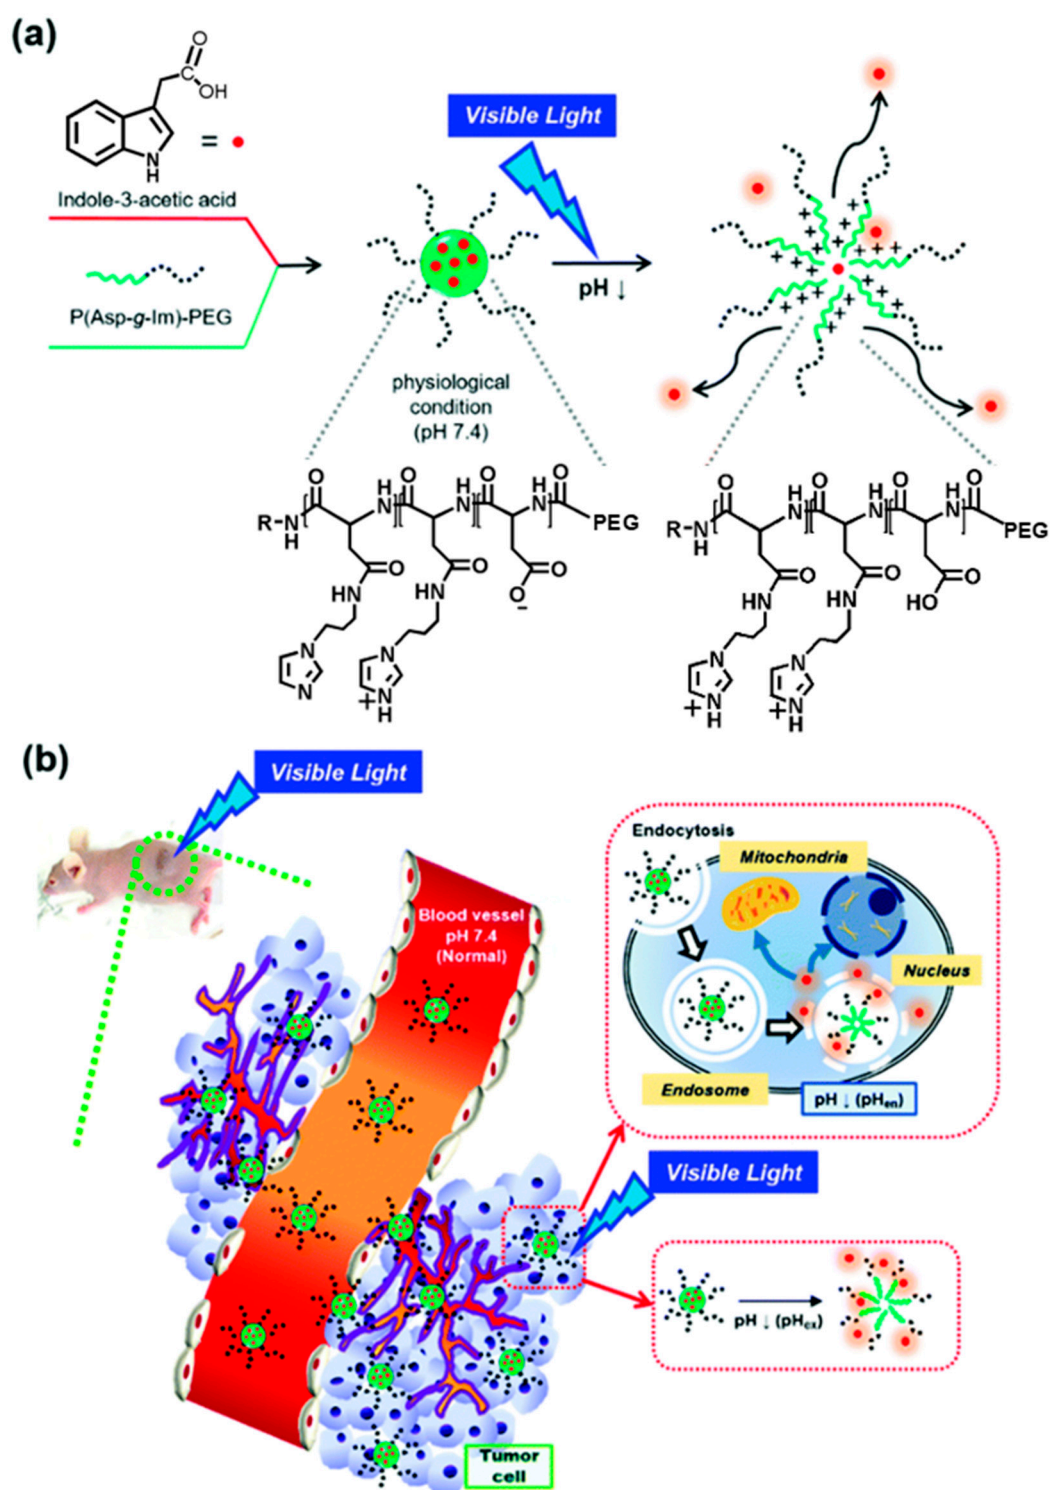 (a)
O
C
OH
N
H
=
Indole-3-acetic acid
P(Asp-g-Im)-PEG
Visible Light
pH ↓
physiological
condition
(pH 7.4)
+ + + + + + + + + + + + + + + + + + + + + + + +
O H O H O H O
R-N N N N PEG
H
O O O
HN HN O
−
N N
N N
+ H
O H O H O H O
R-N N N N PEG
H
O O O
HN HN HO
N N
N N
+ H + H
(b)
Visible Light
Blood vessel
pH 7.4
(Normal)
Endocytosis
Mitochondria
Nucleus
Endosome
pH ↓ (pHen)
Visible Light
pH ↓ (pHex)
Tumor
cell